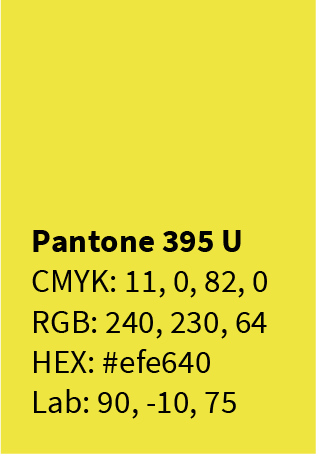 Pantone 395 U
CMYK: 11, 0, 82, 0
RGB: 240, 230, 64
HEX: #efe640
Lab: 90, -10, 75